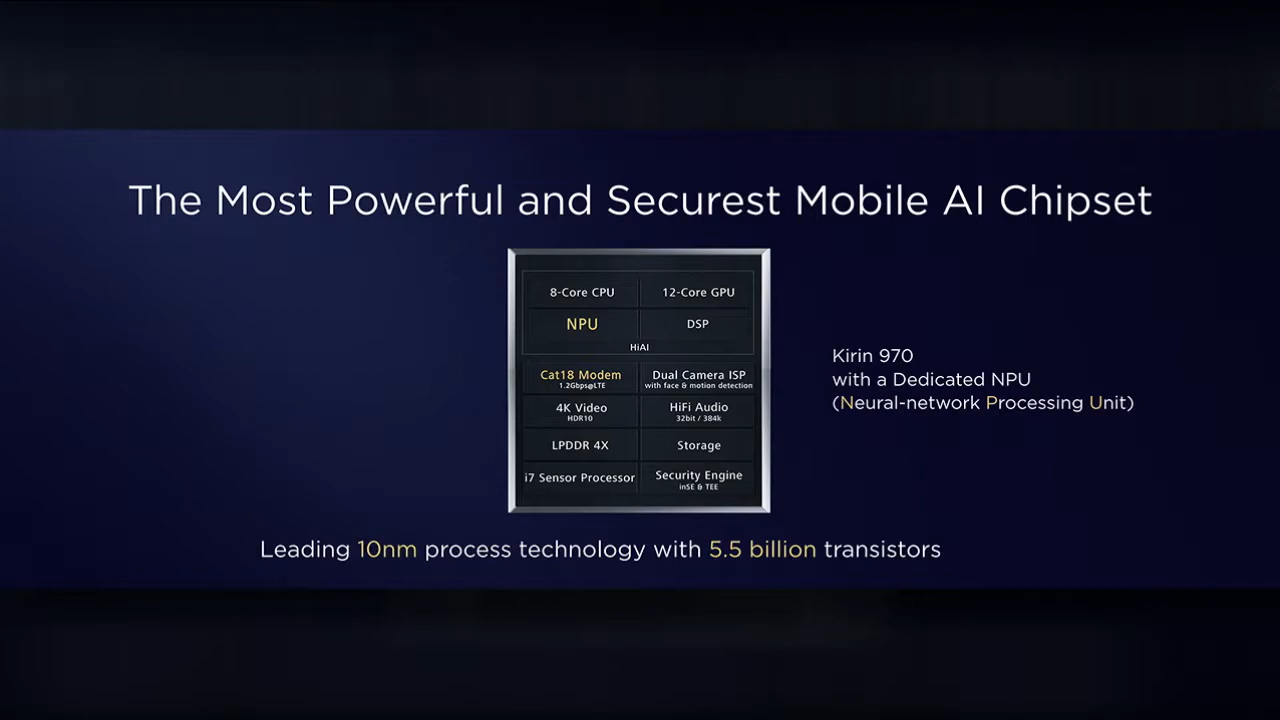 The Most Powerful and Securest Mobile AI Chipset
8-Core CPU
12-Core GPU
NPU
DSP
HiAI
Cat18 Modem
1.2Gbps@LTE
Dual Camera ISP
with face & motion detection
4K Video
HDR10
HiFi Audio
32bit / 384k
LPDDR 4X
Storage
i7 Sensor Processor
Security Engine
inSE & TEE
Kirin 970
with a Dedicated NPU
(Neural-network Processing Unit)
Leading 10nm process technology with 5.5 billion transistors